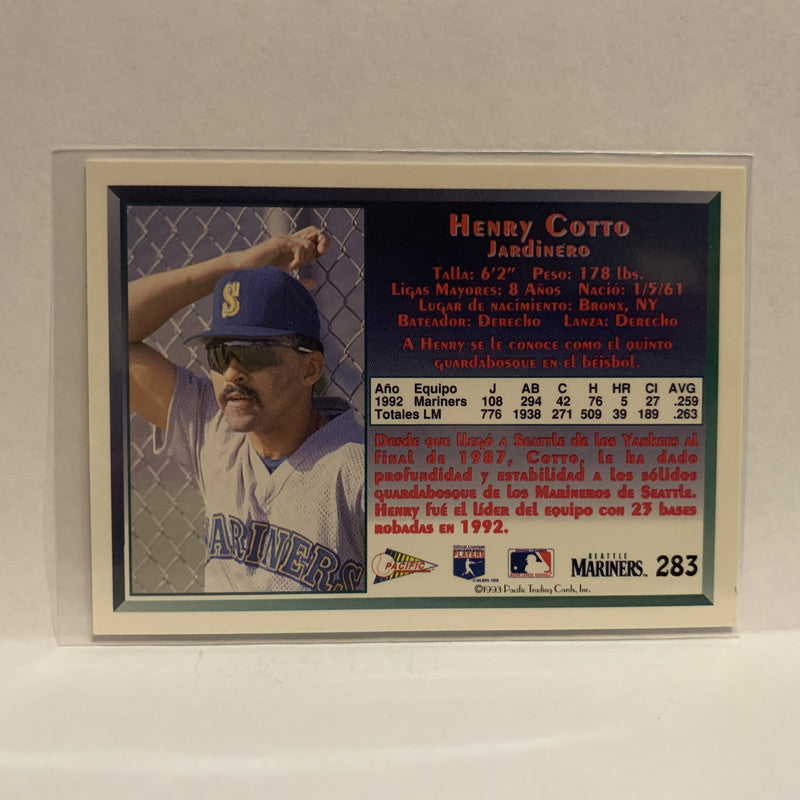 Henry Cotto
Jardinero
Talla: 6'2" Peso: 178 lbs.
Ligas Mayores: 8 Años Nació: 1/5/61
Lugar de nacimiento: Bronx, NY
Bateador: Derecho Lanza: Derecho
A Henry se le conoce como el quinto
guardabosque en el béisbol.
Año Equipo J AB C H HR CI AVG
1992 Mariners 108 294 42 76 5 27 .259
Totales LM 776 1938 271 509 39 189 .263
Desde que llegó a Seattle de los Yankees al
final de 1987, Cotto, le ha dado
profundidad y estabilidad a los sólidos
guardabosque de los Marineros de Seattle.
Henry fué el líder del equipo con 23 bases
robadas en 1992.
S
ARINERS
PACIFIC
PLAYERS
SEATTLE
MARINERS
283
©1993 Pacific Trading Cards, Inc.